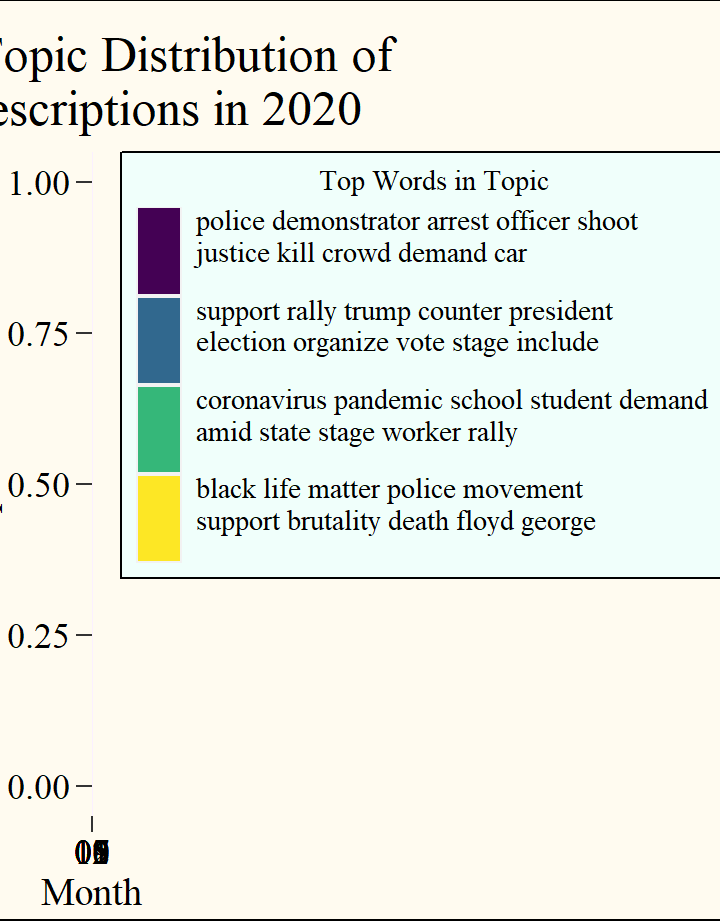 opic Distribution of
escriptions in 2020
Top Words in Topic
police demonstrator arrest officer shoot
justice kill crowd demand car
support rally trump counter president
election organize vote stage include
coronavirus pandemic school student demand
amid state stage worker rally
black life matter police movement
support brutality death floyd george
1.00
0.75
0.50
0.25
0.00
Month